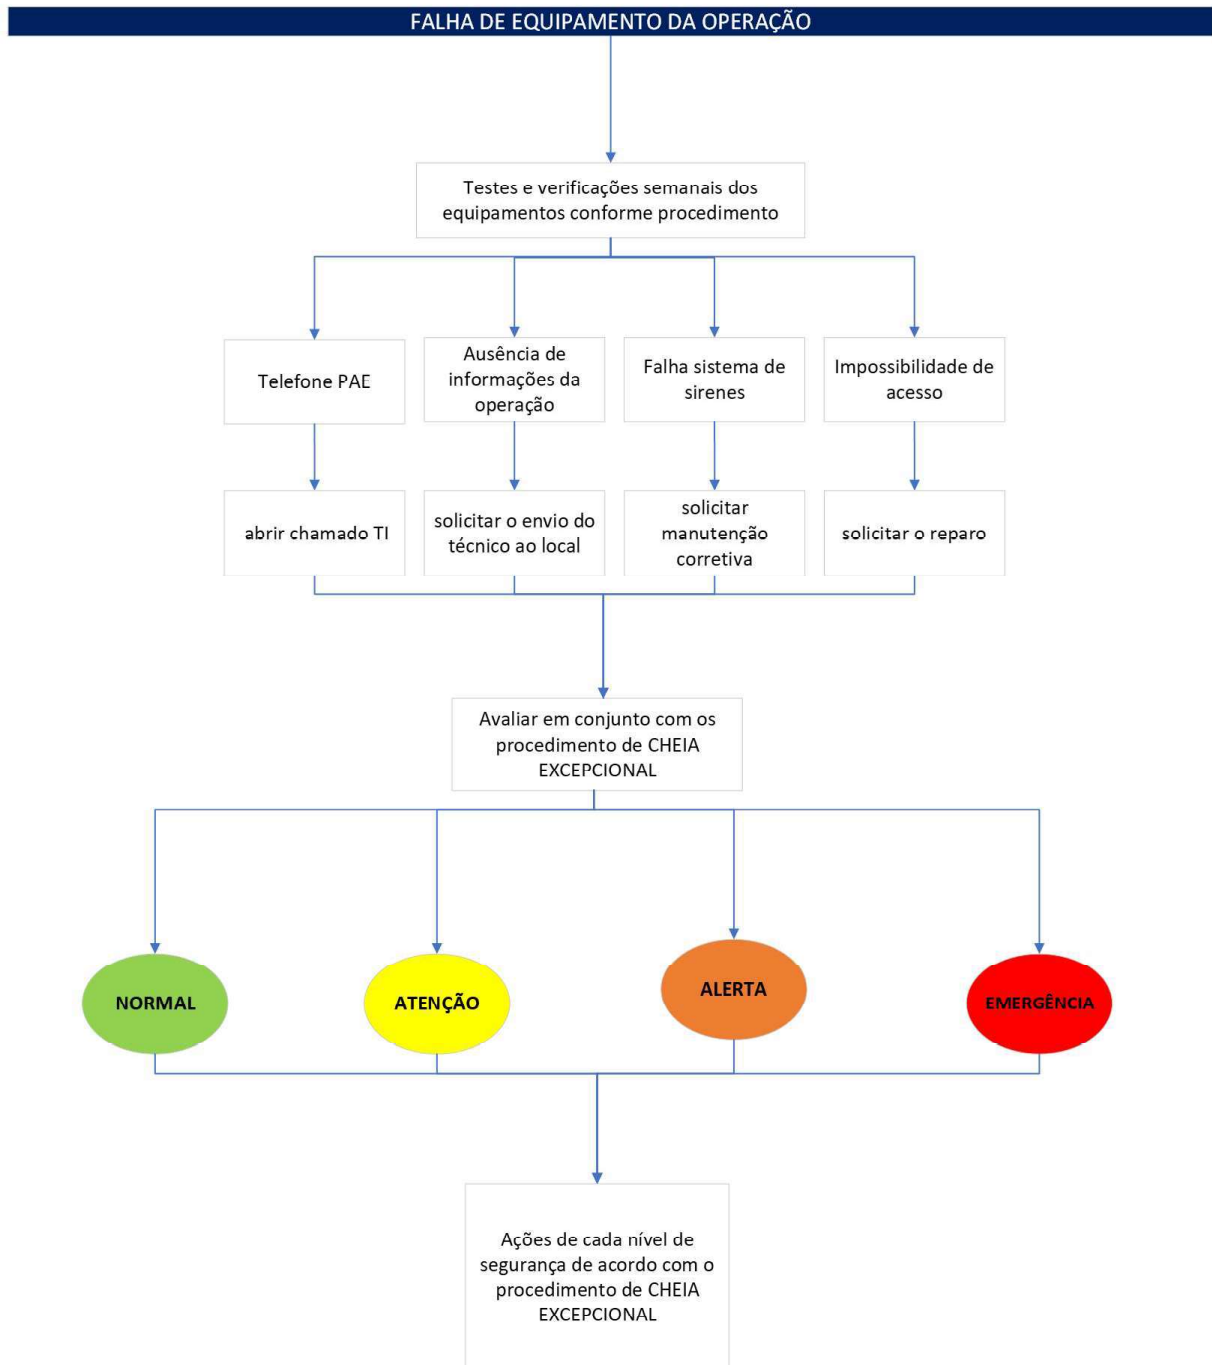 FALHA DE EQUIPAMENTO DA OPERAÇÃO
Testes e verificações semanais dos
equipamentos conforme procedimento
Telefone PAE
Ausência de
informações da
operação
Falha sistema de
sirenes
Impossibilidade de
acesso
abrir chamado TI
solicitar o envio do
técnico ao local
solicitar
manutenção
corretiva
solicitar o reparo
Avaliar em conjunto com os
procedimento de CHEIA
EXCEPCIONAL
NORMAL
ATENÇÃO
ALERTA
EMERGÊNCIA
Ações de cada nível de
segurança de acordo com o
procedimento de CHEIA
EXCEPCIONAL